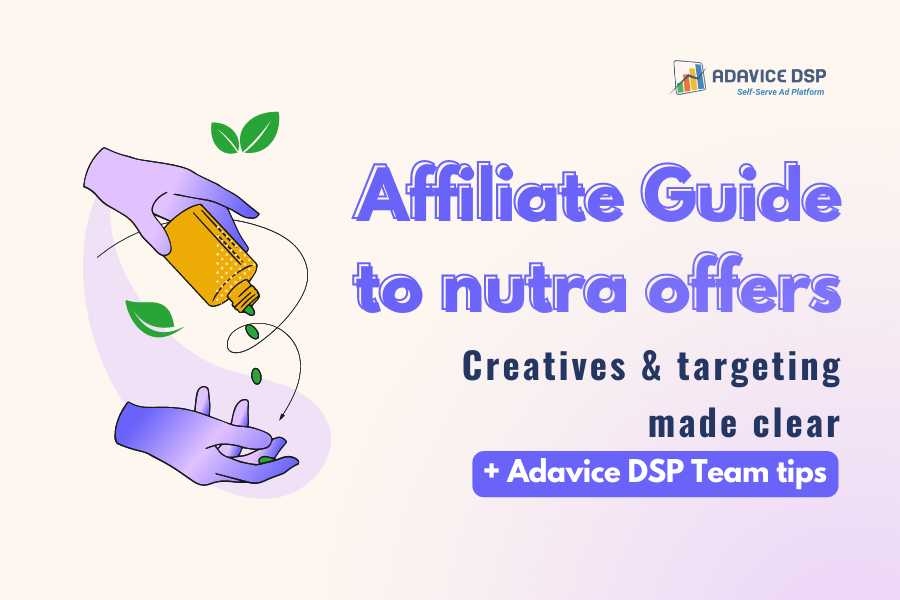 ADAVICE DSP
Self-Serve Ad Platform
Affiliate Guide
to nutra offers
Creatives & targeting
made clear
+ Adavice DSP Team tips